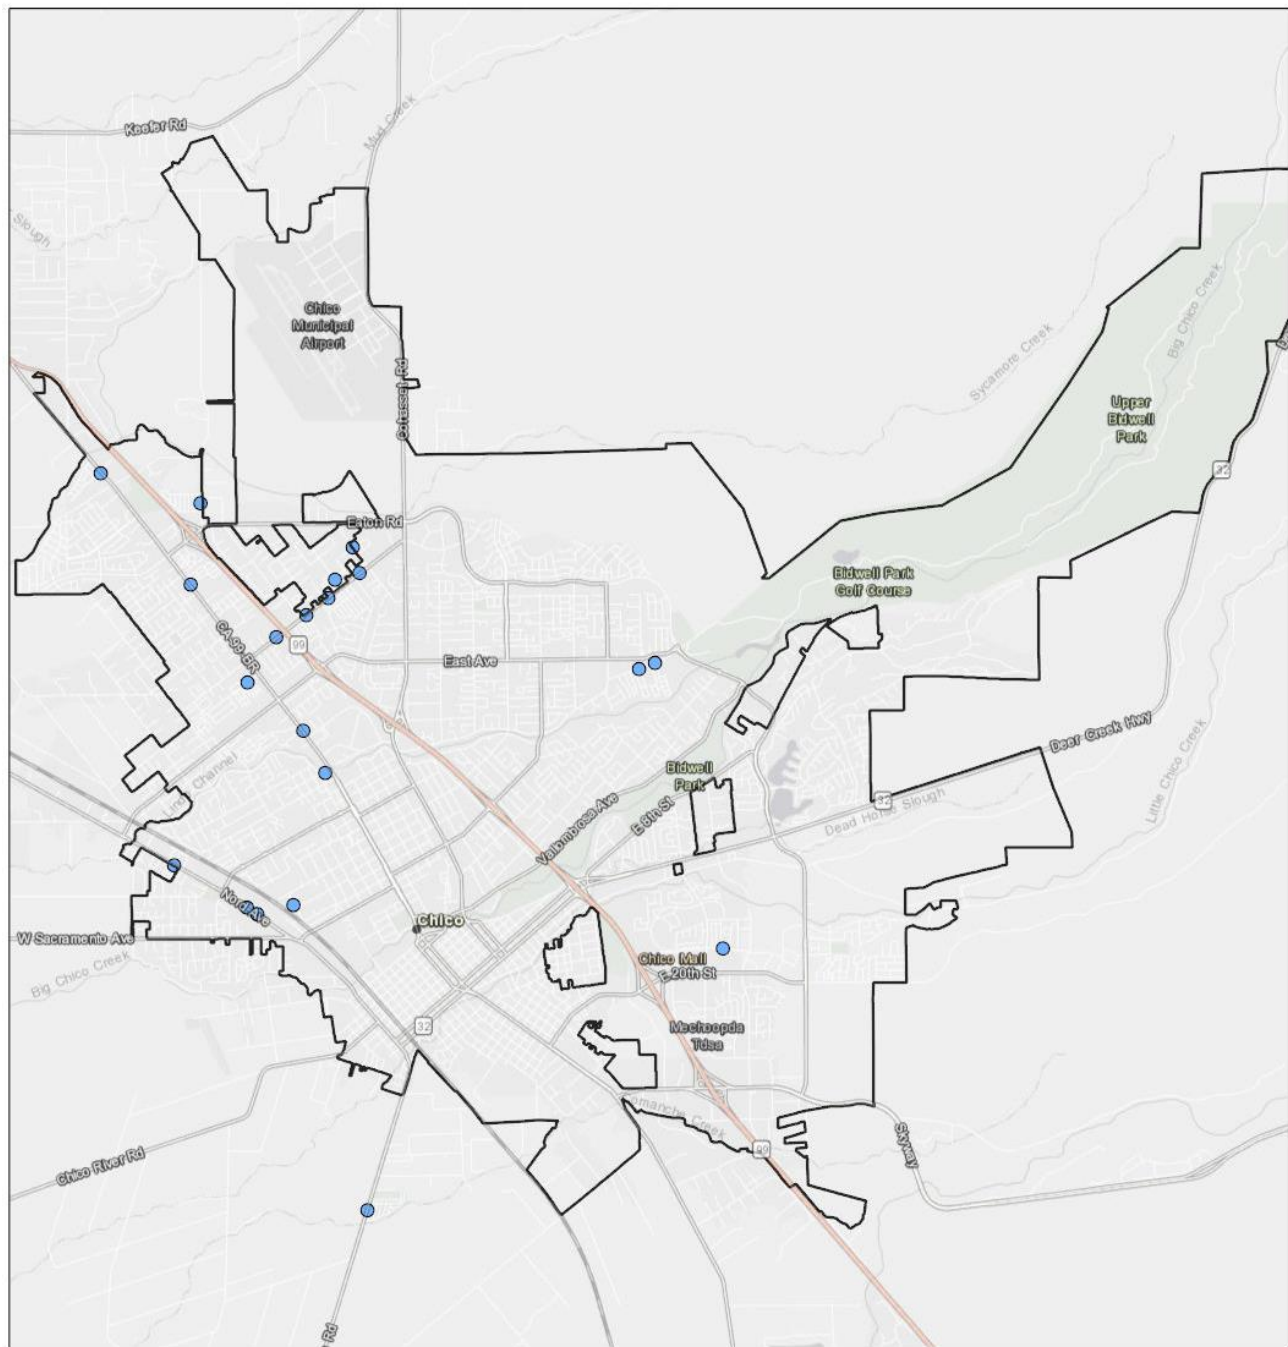 Keefer Rd
Mud Creek
Slough
Chico
Municipal
Airport
Big Chico Creek
Sycamore Creek
Cohasset Rd
Upper
Bidwell
Park
32
Eaton Rd
Bidwell Park
Golf Course
CA-99-BR
99
East Ave
Deer Creek Hwy
Little Chico Creek
Lindo Channel
Bidwell
Park
32
Vallombrosa Ave
E 8th St
Dead Horse Slough
Nord Ave
Chico
W Sacramento Ave
Big Chico Creek
Chico Mall
E 20th St
32
Mechoopda
Tdsa
Comanche Creek
99
Skyway
Chico River Rd
Rd